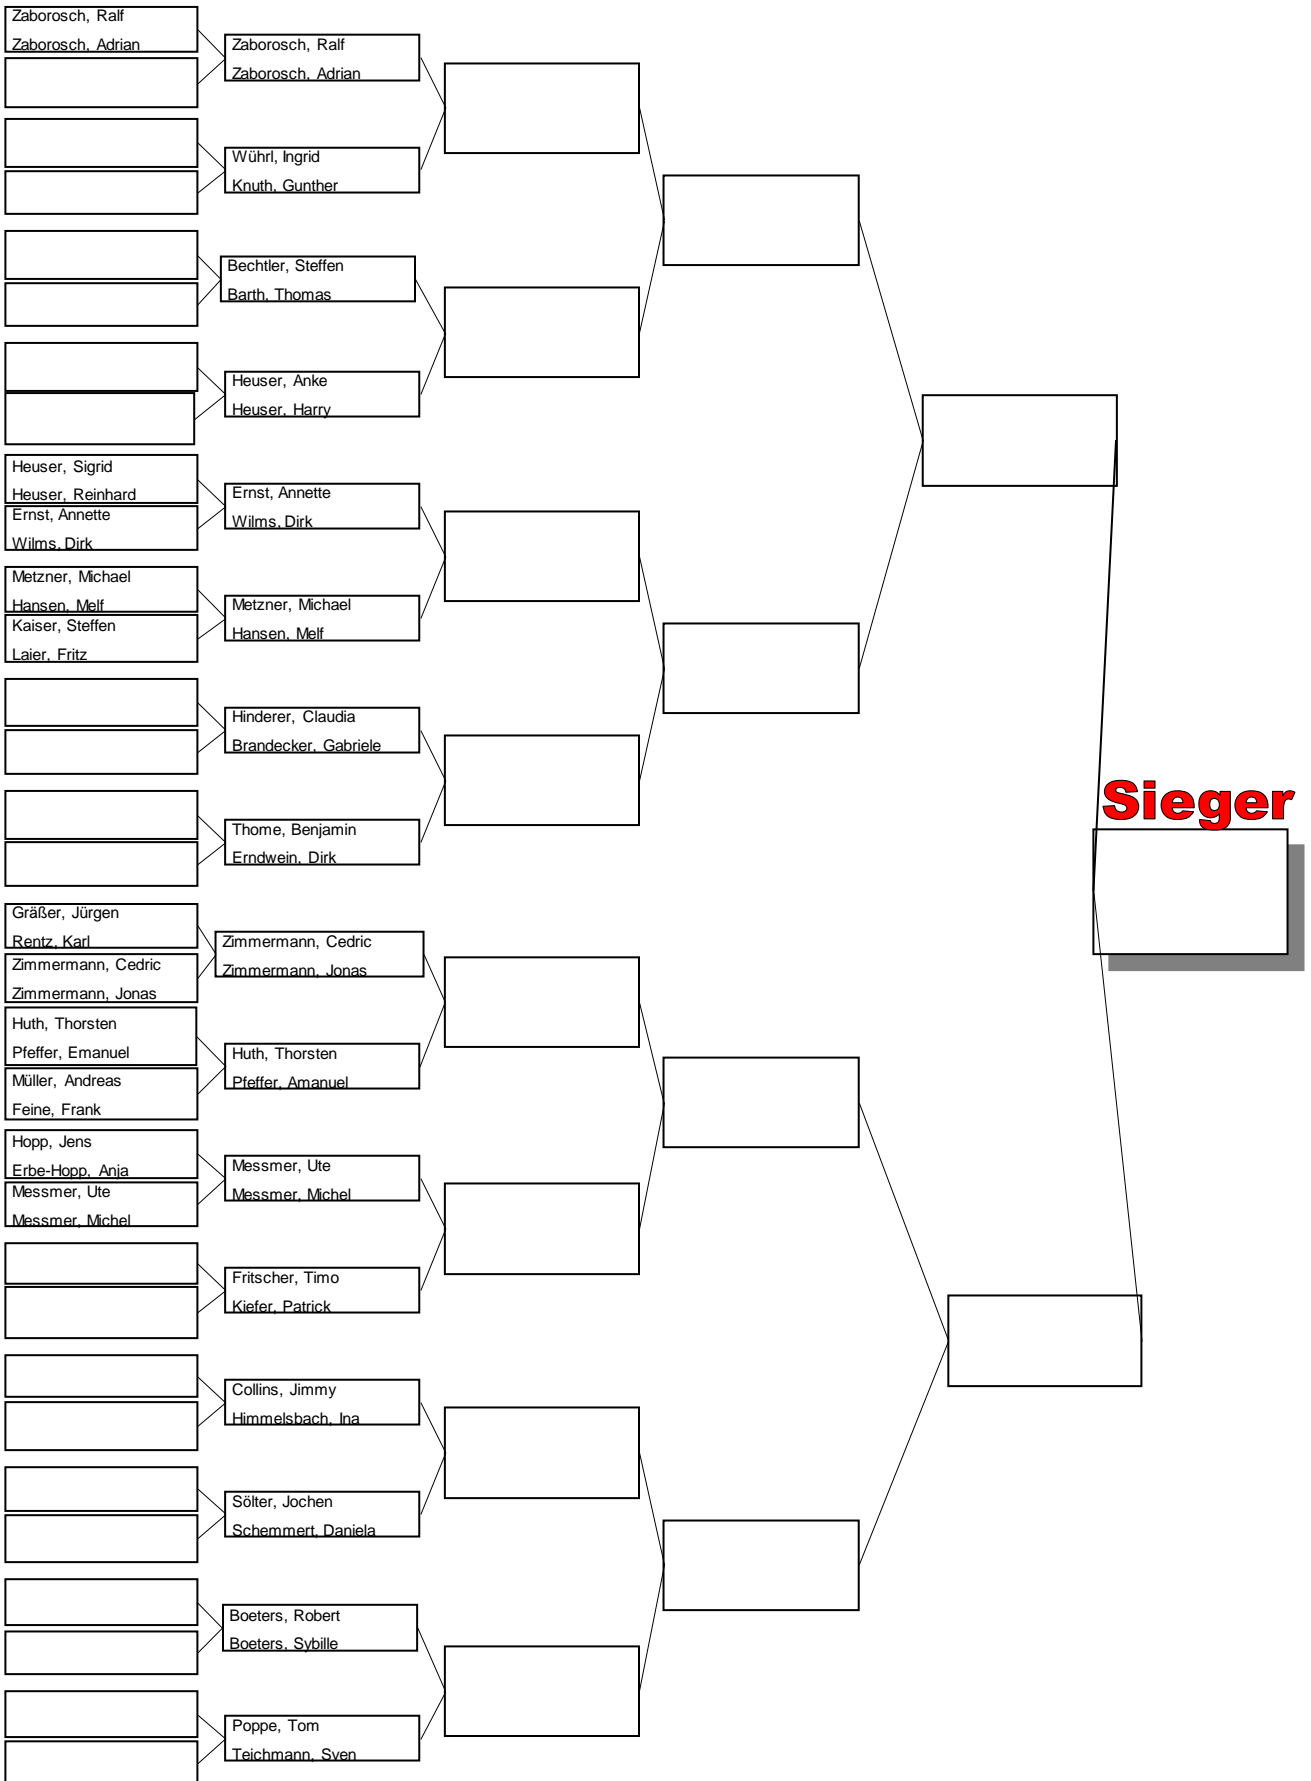 Zaborosch, Ralf
Zaborosch, Adrian
Zaborosch, Ralf
Zaborosch, Adrian
Wührl, Ingrid
Knuth, Gunther
Bechtler, Steffen
Barth, Thomas
Heuser, Anke
Heuser, Harry
Heuser, Sigrid
Heuser, Reinhard
Ernst, Annette
Wilms, Dirk
Ernst, Annette
Wilms, Dirk
Metzner, Michael
Hansen, Melf
Kaiser, Steffen
Laier, Fritz
Metzner, Michael
Hansen, Melf
Hinderer, Claudia
Brandecker, Gabriele
Thome, Benjamin
Erndwein, Dirk
Sieger
Gräßer, Jürgen
Rentz, Karl
Zimmermann, Cedric
Zimmermann, Jonas
Zimmermann, Cedric
Zimmermann, Jonas
Huth, Thorsten
Pfeffer, Emanuel
Müller, Andreas
Feine, Frank
Huth, Thorsten
Pfeffer, Amanuel
Hopp, Jens
Erbe-Hopp, Anja
Messmer, Ute
Messmer, Michel
Messmer, Ute
Messmer, Michel
Fritscher, Timo
Kiefer, Patrick
Collins, Jimmy
Himmelsbach, Ina
Sölter, Jochen
Schemmert, Daniela
Boeters, Robert
Boeters, Sybille
Poppe, Tom
Teichmann, Sven